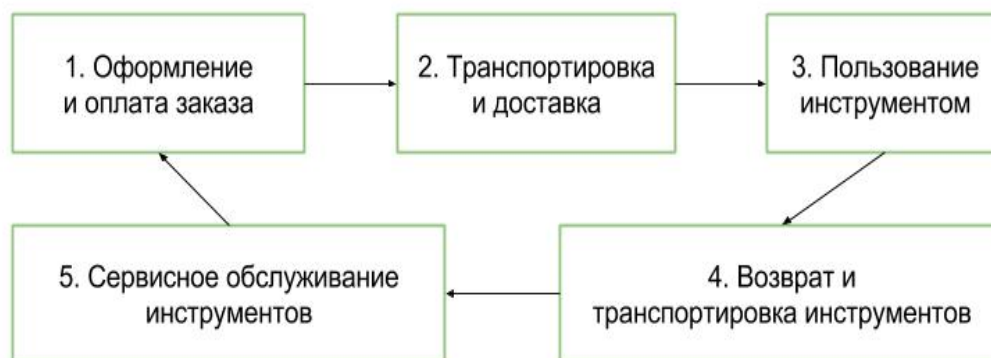 1. Оформление
и оплата заказа
2. Транспортировка
и доставка
3. Пользование
инструментом
4. Возврат и
транспортировка инструментов
5. Сервисное обслуживание
инструментов